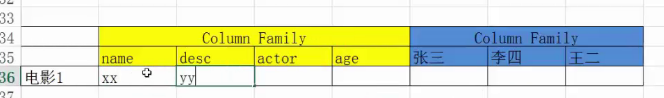 33
34 Column Family Column Family
35 name desc actor age 张三 李四 王二
36 电影1 xx yy